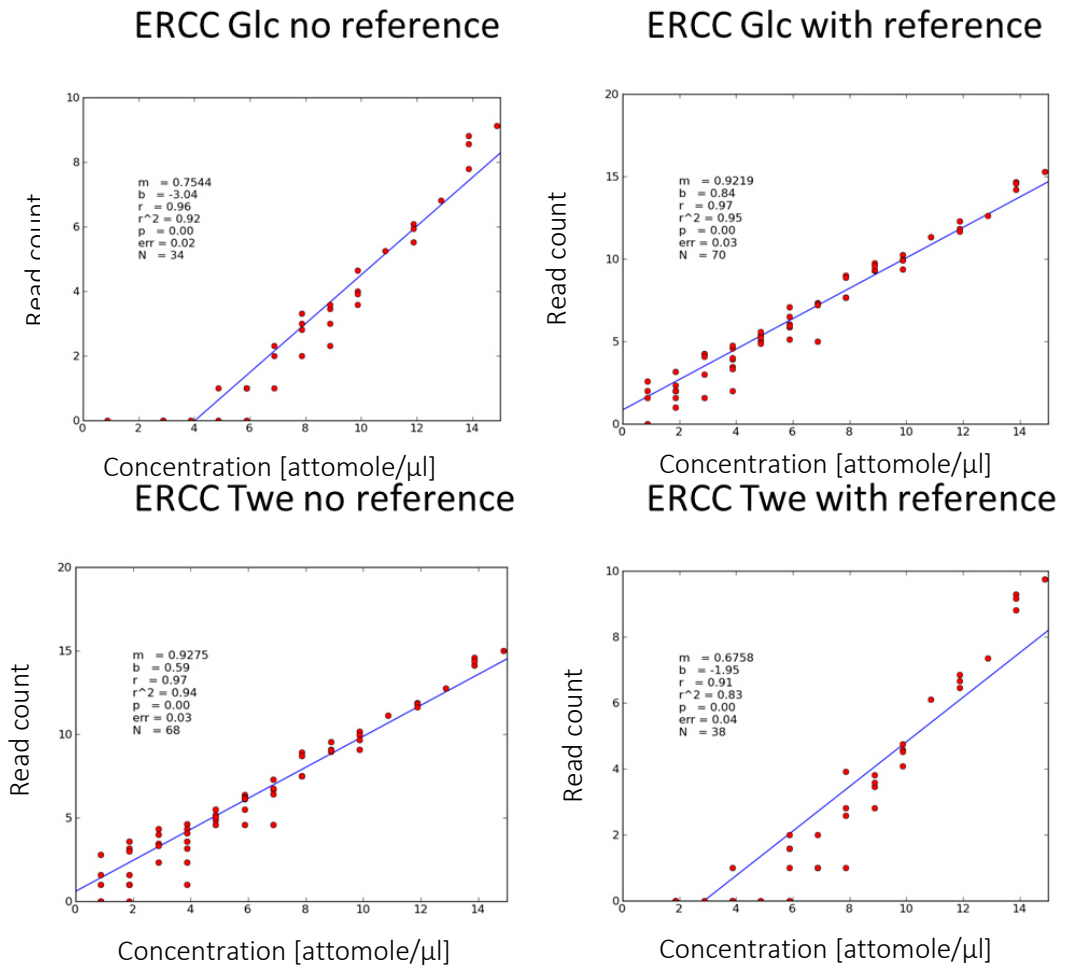 ERCC Glc no reference
10
8
6
4
2
0
0 2 4 6 8 10 12 14
m = 0.7544
b = -3.04
r = 0.96
r^2 = 0.92
p = 0.00
err = 0.02
N = 34
Read count
Concentration [attomole/µl]
ERCC Glc with reference
20
15
10
5
0
0 2 4 6 8 10 12 14
m = 0.9219
b = 0.84
r = 0.97
r^2 = 0.95
p = 0.00
err = 0.03
N = 70
Read count
Concentration [attomole/µl]
ERCC Twe no reference
20
15
10
5
0
0 2 4 6 8 10 12 14
m = 0.9275
b = 0.59
r = 0.97
r^2 = 0.94
p = 0.00
err = 0.03
N = 68
Read count
Concentration [attomole/µl]
ERCC Twe with reference
10
8
6
4
2
0
0 2 4 6 8 10 12 14
m = 0.6758
b = -1.95
r = 0.91
r^2 = 0.83
p = 0.00
err = 0.04
N = 38
Read count
Concentration [attomole/µl]